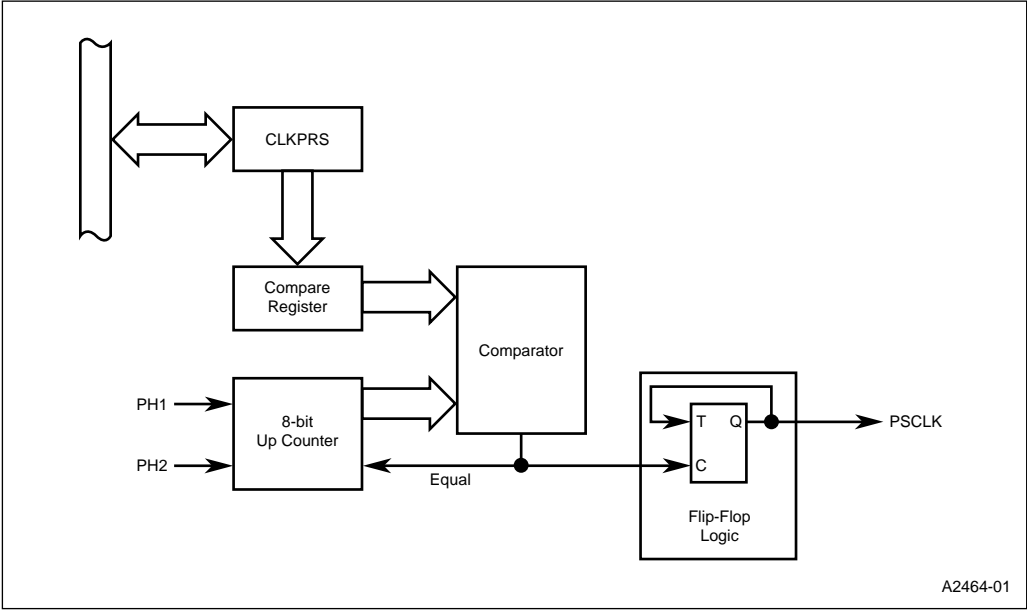 CLKPRS
Compare
Register
Comparator
PH1
8-bit
Up Counter
PH2
Equal
T
Q
PSCLK
C
Flip-Flop
Logic
A2464-01